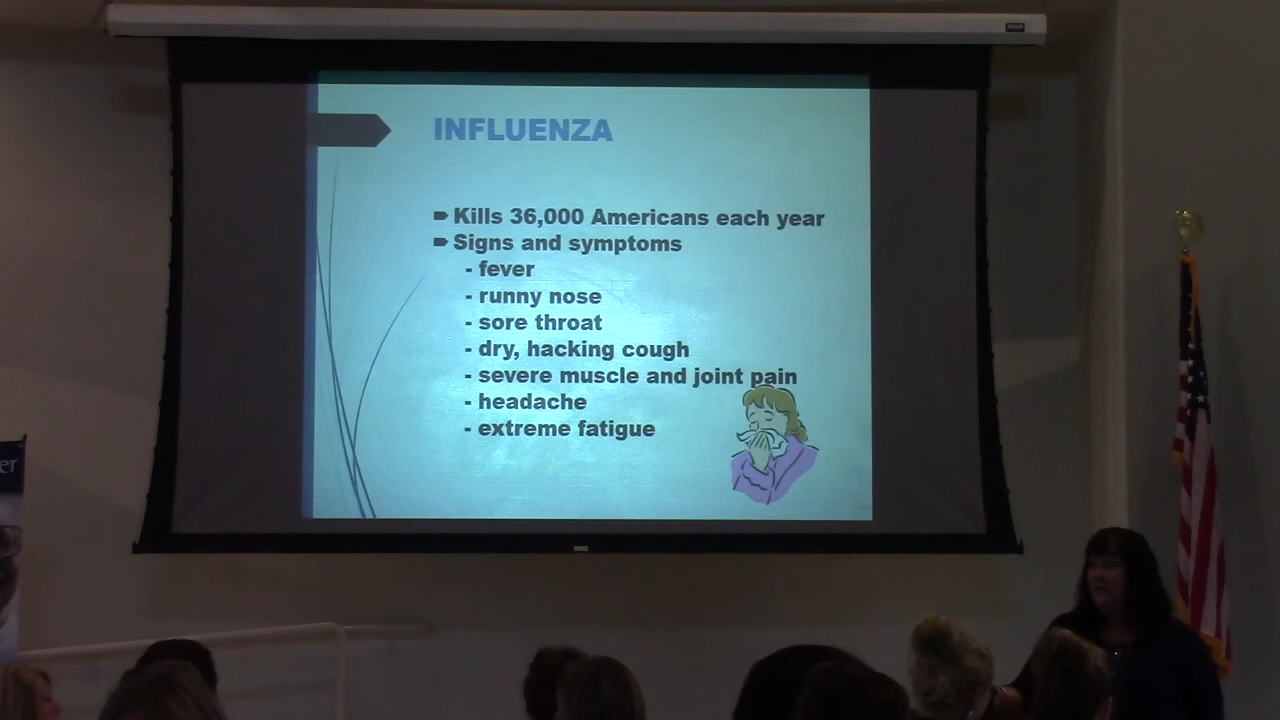 INFLUENZA
Kills 36,000 Americans each year
Signs and symptoms
- fever
- runny nose
- sore throat
- dry, hacking cough
- severe muscle and joint pain
- headache
- extreme fatigue
er